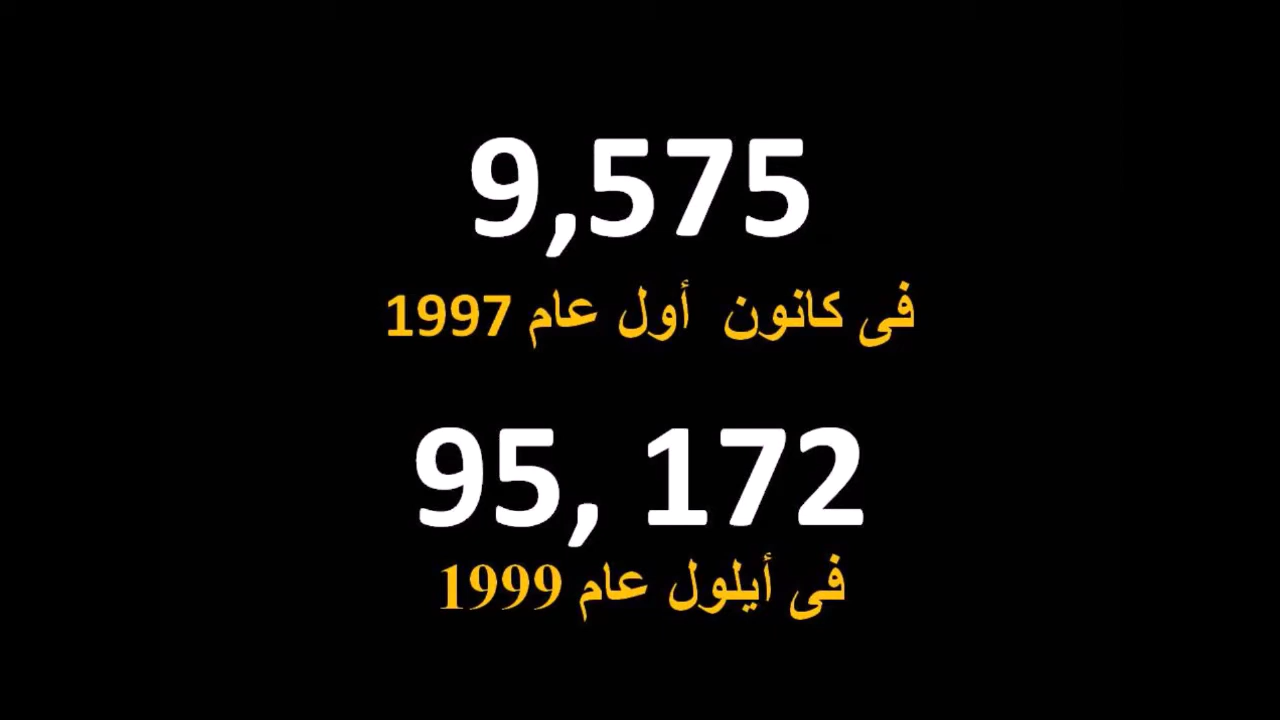 9,575
فى كانون أول عام 1997
95, 172
فى أيلول عام 1999